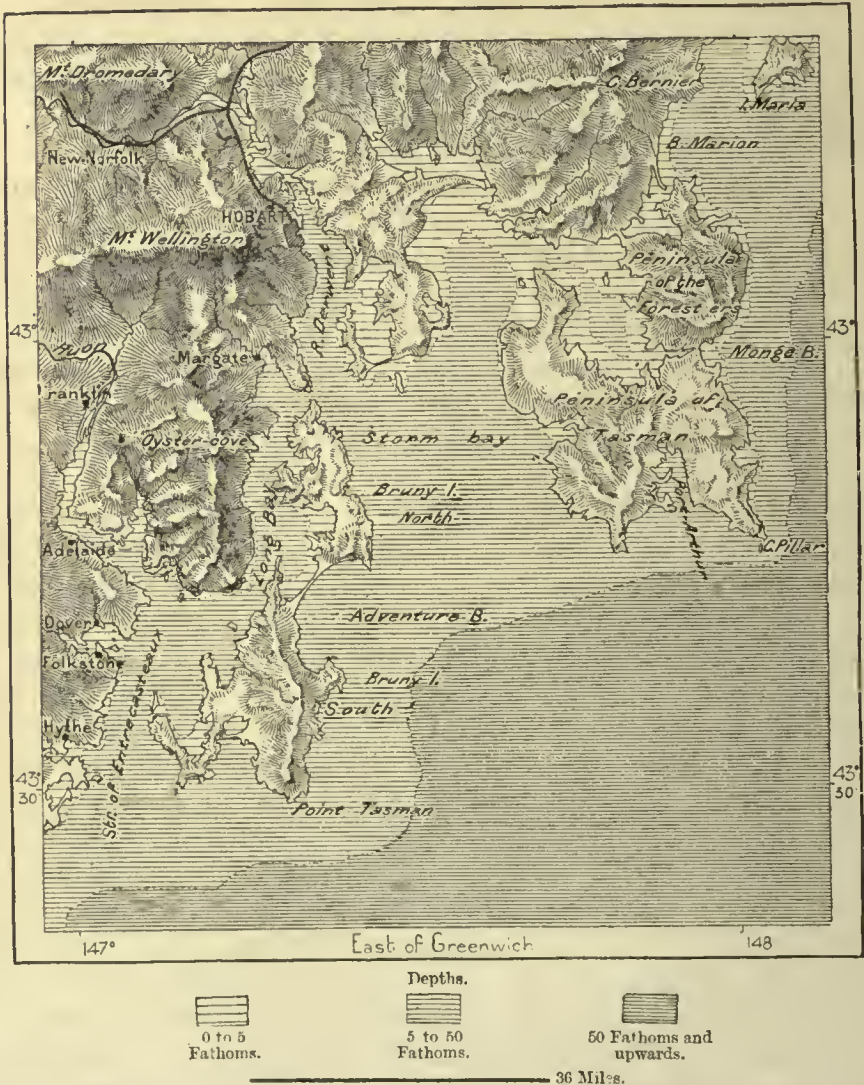 Mt. Dromedary
C. Bernier
I. Maria
New Norfolk
B. Marion
HOBART
Mt. Wellington
R. Derwent
Peninsula
of the
Foresters
43°
43°
Huon
Margate
Monge B.
ranklin
Peninsula of
Tasman
Oyster cove
Storm bay
Bruny I.
North
Long Bay
Port Arthur
Adelaide
C. Pillar
Adventure B.
Dover
Folkstone
Bruny I.
South
Str. of Entrecasteaux
Hythe
43°
30'
43°
30'
Point Tasman
147°
East of Greenwich
148
Depths.
0 to 5
Fathoms.
5 to 50
Fathoms.
50 Fathoms and
upwards.
36 Miles.